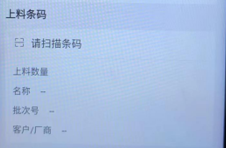 上料条码
请扫描条码
上料数量
名称 --
批次号 --
客户/厂商 --